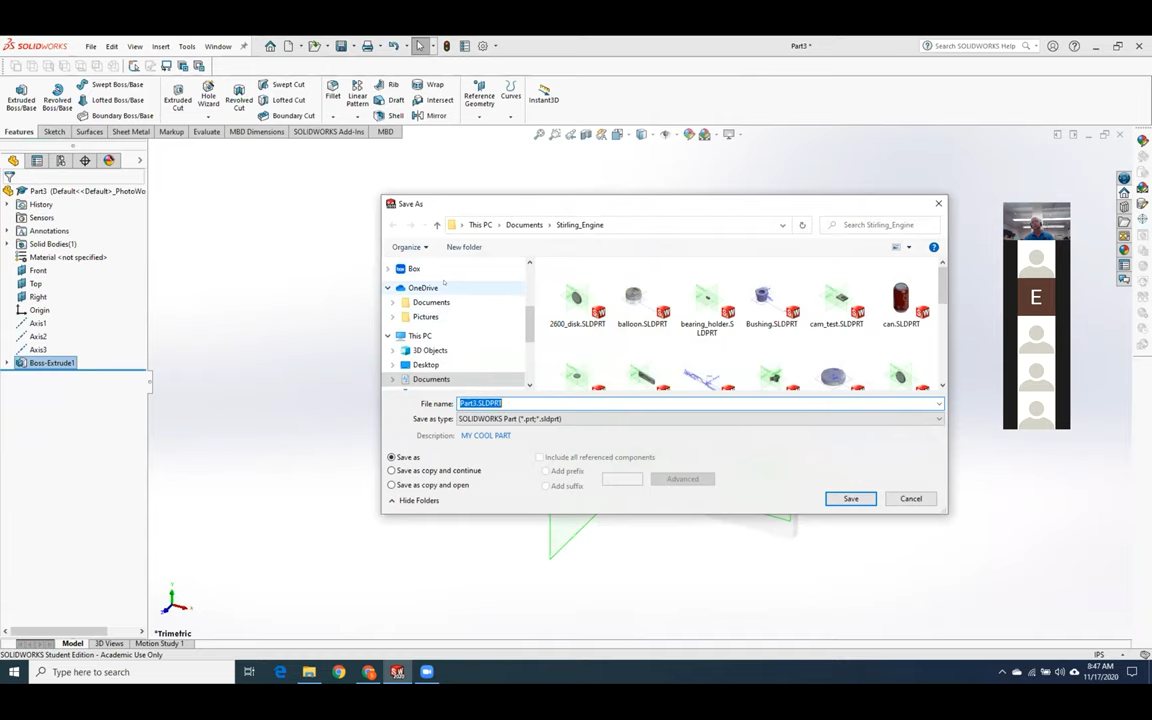 SOLIDWORKS File Edit View Insert Tools Window Part3 * Search SOLIDWORKS Help
Extruded Boss/Base
Revolved Boss/Base
Swept Boss/Base
Lofted Boss/Base
Boundary Boss/Base
Extruded Cut
Hole Wizard
Revolved Cut
Swept Cut
Lofted Cut
Boundary Cut
Fillet
Linear Pattern
Rib
Draft
Shell
Wrap
Intersect
Mirror
Reference Geometry
Curves
Instant3D
Features Sketch Surfaces Sheet Metal Markup Evaluate MBD Dimensions SOLIDWORKS Add-Ins MBD
Part3 (Default<<Default>_PhotoWo
History
Sensors
Annotations
Solid Bodies(1)
Material <not specified>
Front
Top
Right
Origin
Axis1
Axis2
Axis3
Boss-Extrude1
Save As
This PC > Documents > Stirling_Engine
Search Stirling_Engine
Organize New folder
Box
OneDrive
Documents
Pictures
This PC
3D Objects
Desktop
Documents
2600_disk.SLDPRT
balloon.SLDPRT
bearing_holder.SLDPRT
Bushing.SLDPRT
cam_test.SLDPRT
can.SLDPRT
File name: Part3.SLDPRT
Save as type: SOLIDWORKS Part (*.prt;*.sldprt)
Description: MY COOL PART
Save as
Save as copy and continue
Save as copy and open
Include all referenced components
Add prefix
Add suffix
Advanced
Hide Folders
Save Cancel
E
*Trimetric
Model 3D Views Motion Study 1
SOLIDWORKS Student Edition - Academic Use Only
IPS
Type here to search
8:47 AM
11/17/2020